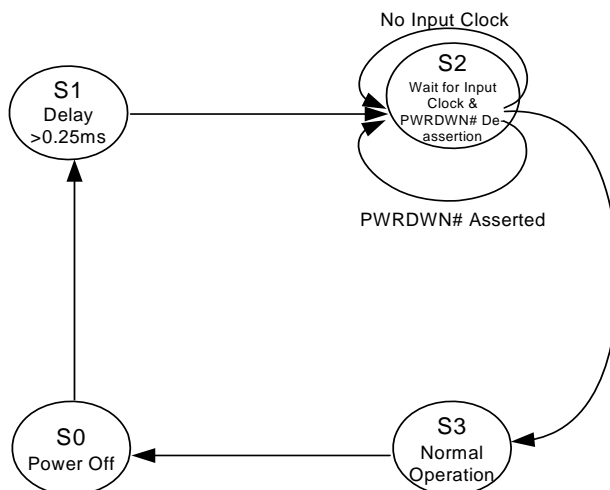 No Input Clock
S1
Delay
>0.25ms
S2
Wait for Input
Clock &
PWRDWN# De-
assertion
PWRDWN# Asserted
S0
Power Off
S3
Normal
Operation